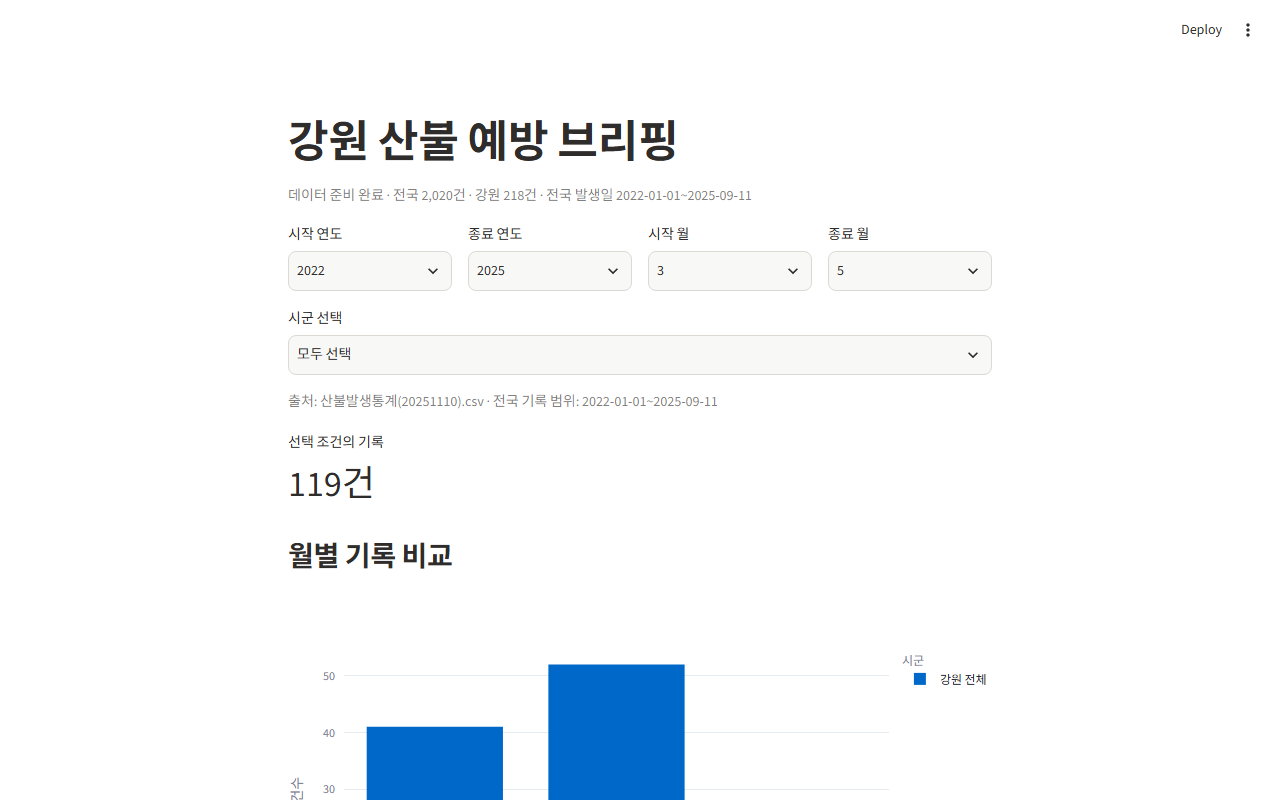 Deploy
강원 산불 예방 브리핑
데이터 준비 완료 · 전국 2,020건 · 강원 218건 · 전국 발생일 2022-01-01~2025-09-11
시작 연도 종료 연도 시작 월 종료 월
2022 2025 3 5
시군 선택
모두 선택
출처: 산불발생통계(20251110).csv · 전국 기록 범위: 2022-01-01~2025-09-11
선택 조건의 기록
119건
월별 기록 비교
시군
강원 전체
50
40
30
건수